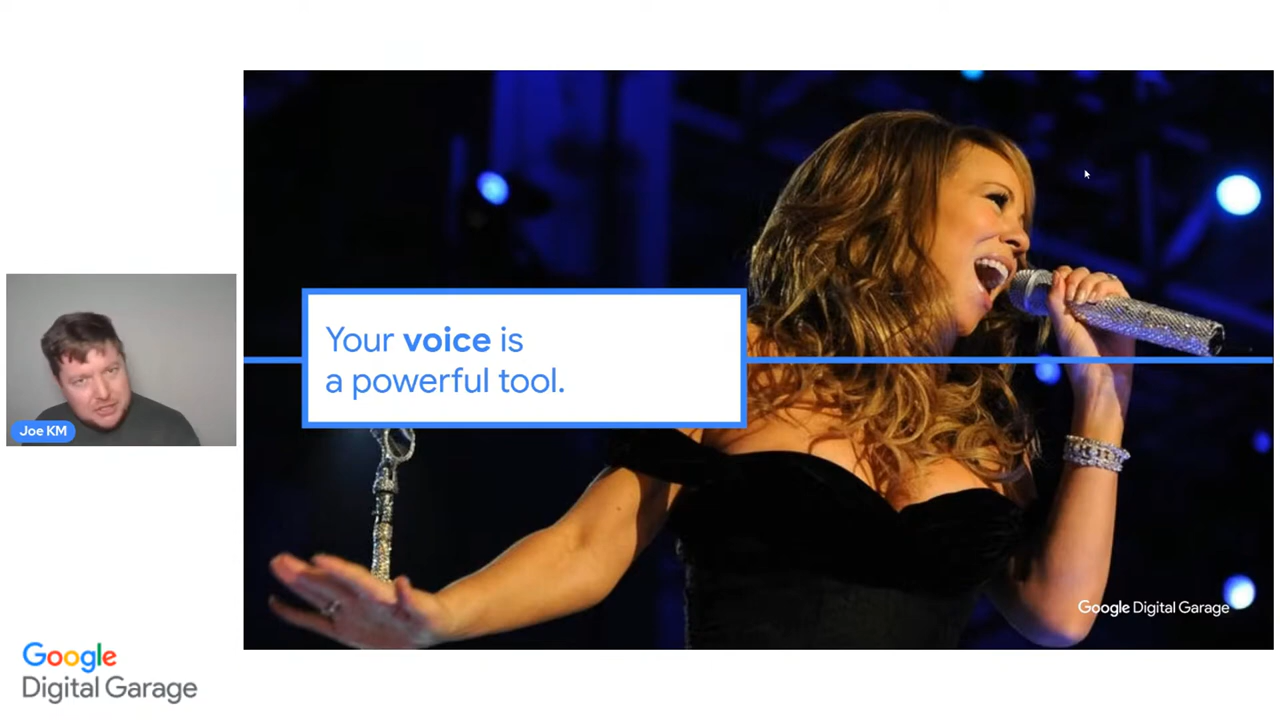 Your voice is
a powerful tool.
Joe KM
Google Digital Garage
Google
Digital Garage